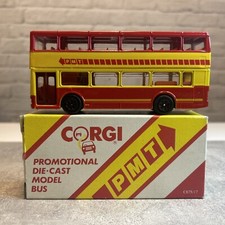 PMT
CORGI
PROMOTIONAL
DIE-CAST
MODEL
BUS
PMT